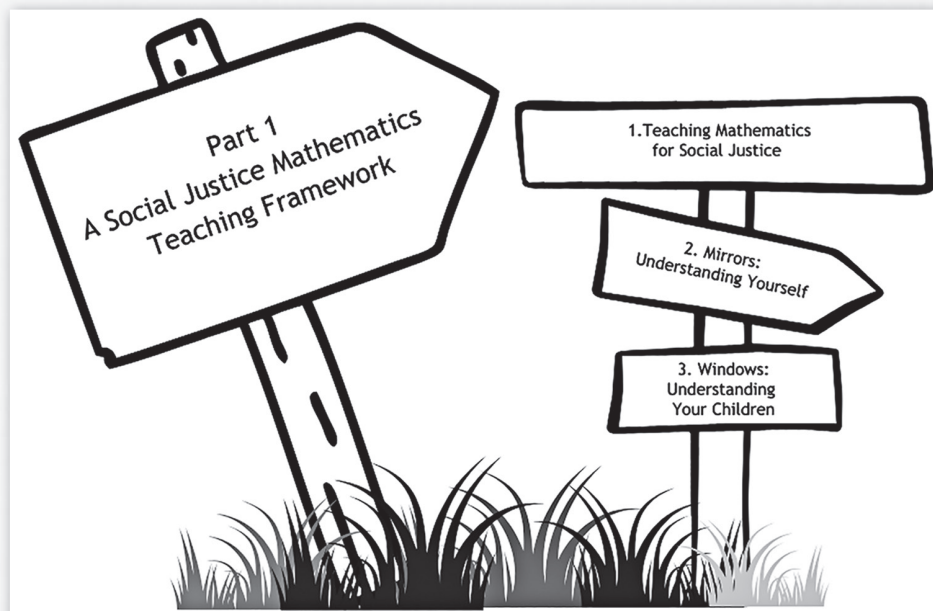 Part 1
A Social Justice Mathematics
Teaching Framework
1.Teaching Mathematics
for Social Justice
2. Mirrors:
Understanding Yourself
3. Windows:
Understanding
Your Children